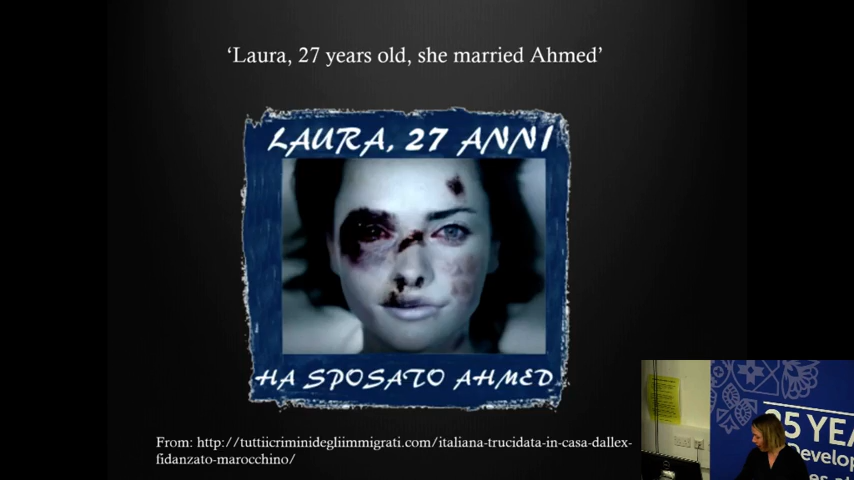 ‘Laura, 27 years old, she married Ahmed’
LAURA, 27 ANNI
HA SPOSATO AHMED
From: http://tuttiicriminidegliimmigrati.com/italiana-trucidata-in-casa-dallex-
fidanzato-marocchino/